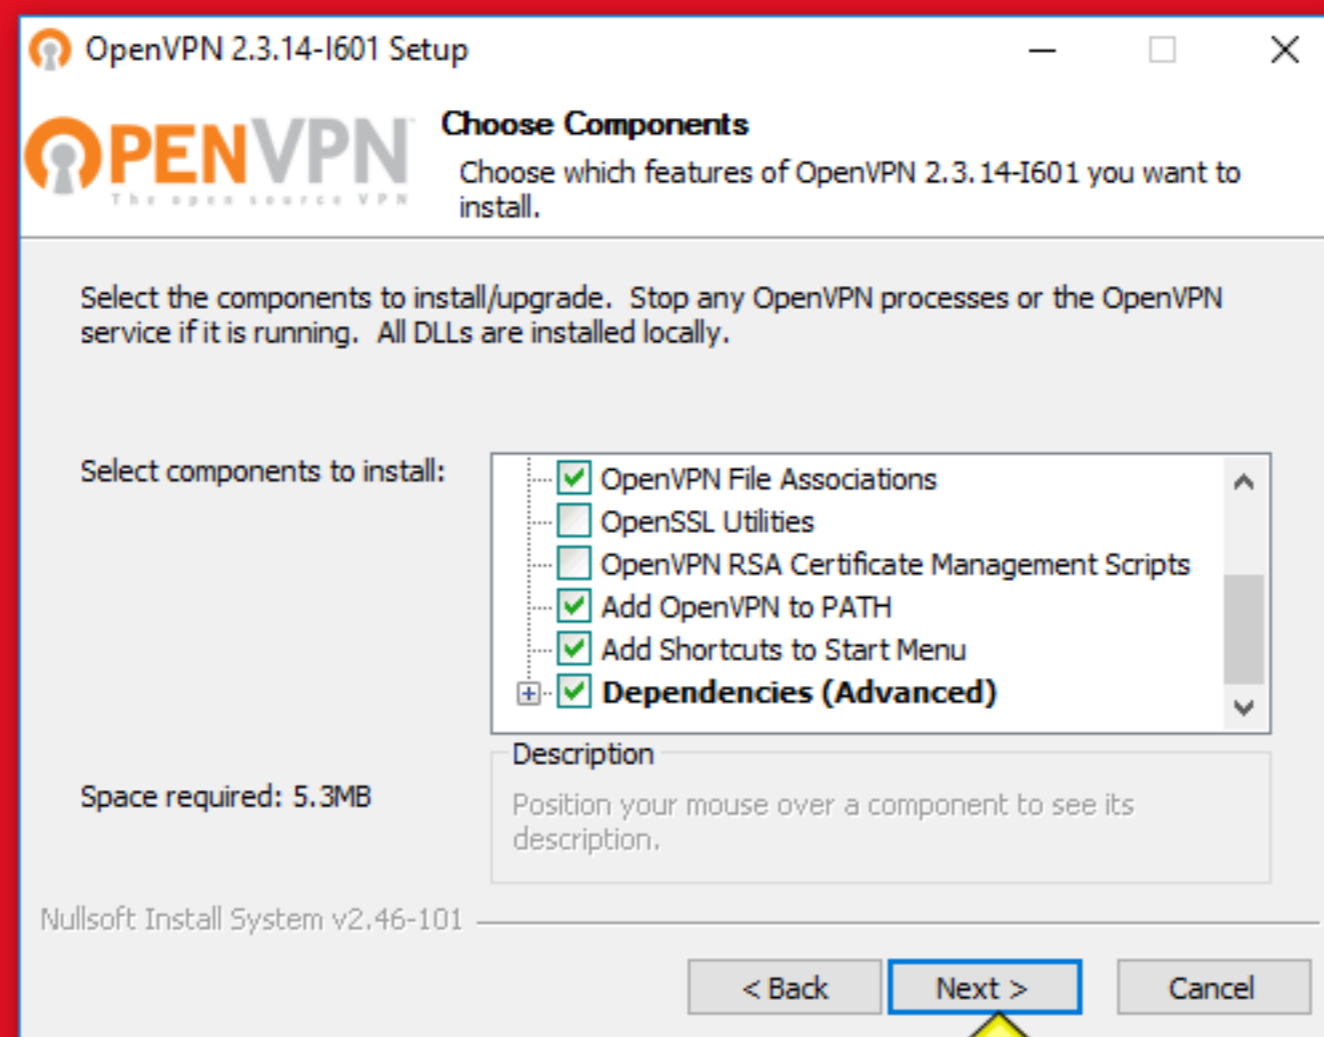 OpenVPN 2.3.14-I601 Setup
OPENVPN
The open source VPN
Choose Components
Choose which features of OpenVPN 2.3.14-I601 you want to
install.
Select the components to install/upgrade.  Stop any OpenVPN processes or the OpenVPN
service if it is running.  All DLLs are installed locally.
Select components to install:
OpenVPN File Associations
OpenSSL Utilities
OpenVPN RSA Certificate Management Scripts
Add OpenVPN to PATH
Add Shortcuts to Start Menu
Dependencies (Advanced)
Space required: 5.3MB
Description
Position your mouse over a component to see its
description.
Nullsoft Install System v2.46-101
< Back
Next >
Cancel